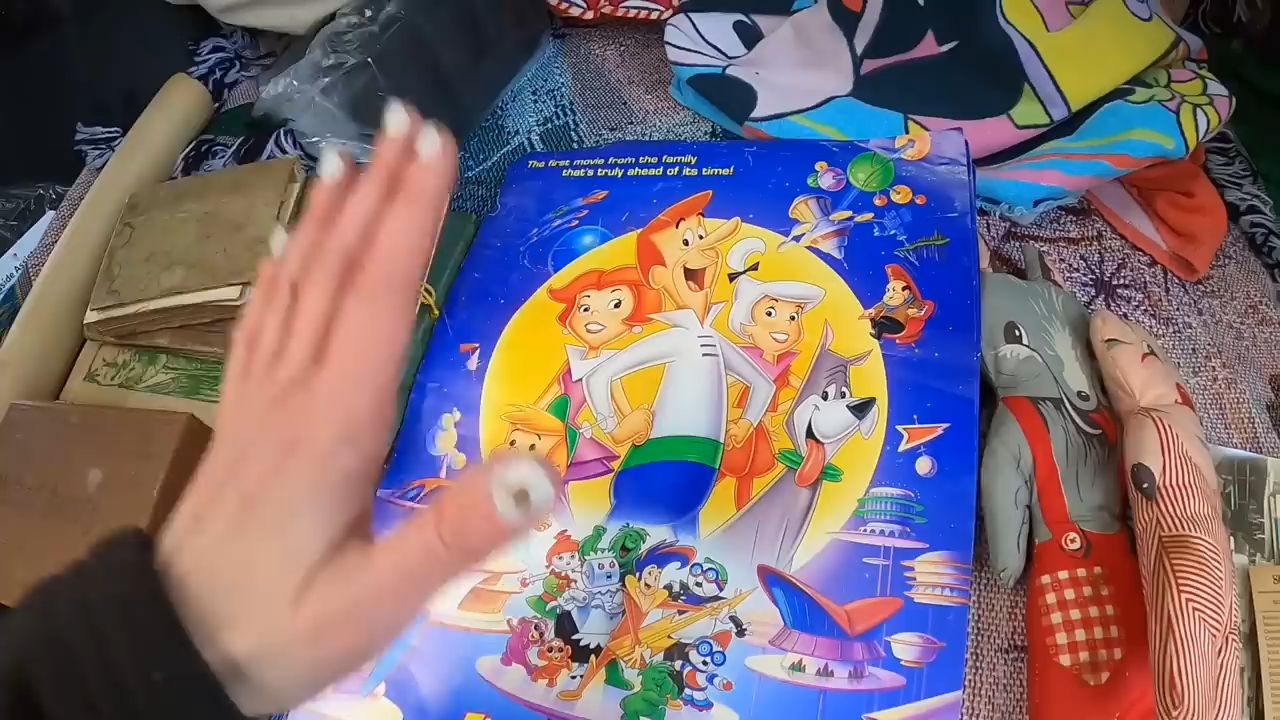 The first movie from the family
that's truly ahead of its time!